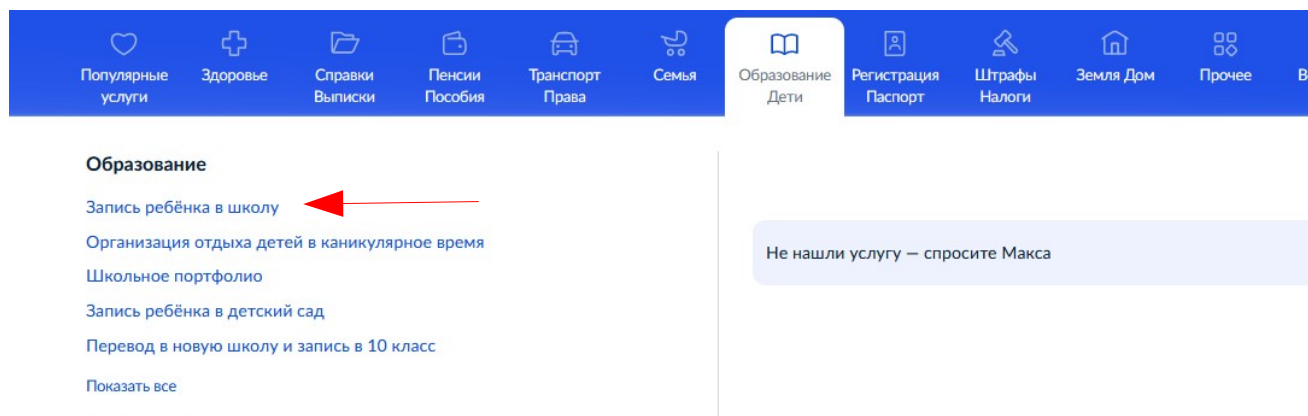 Популярные
услуги
Здоровье
Справки
Выписки
Пенсии
Пособия
Транспорт
Права
Семья
Образование
Дети
Регистрация
Паспорт
Штрафы
Налоги
Земля Дом
Прочее
Образование
Запись ребёнка в школу
Организация отдыха детей в каникулярное время
Школьное портфолио
Запись ребёнка в детский сад
Перевод в новую школу и запись в 10 класс
Показать все
Не нашли услугу — спросите Макса